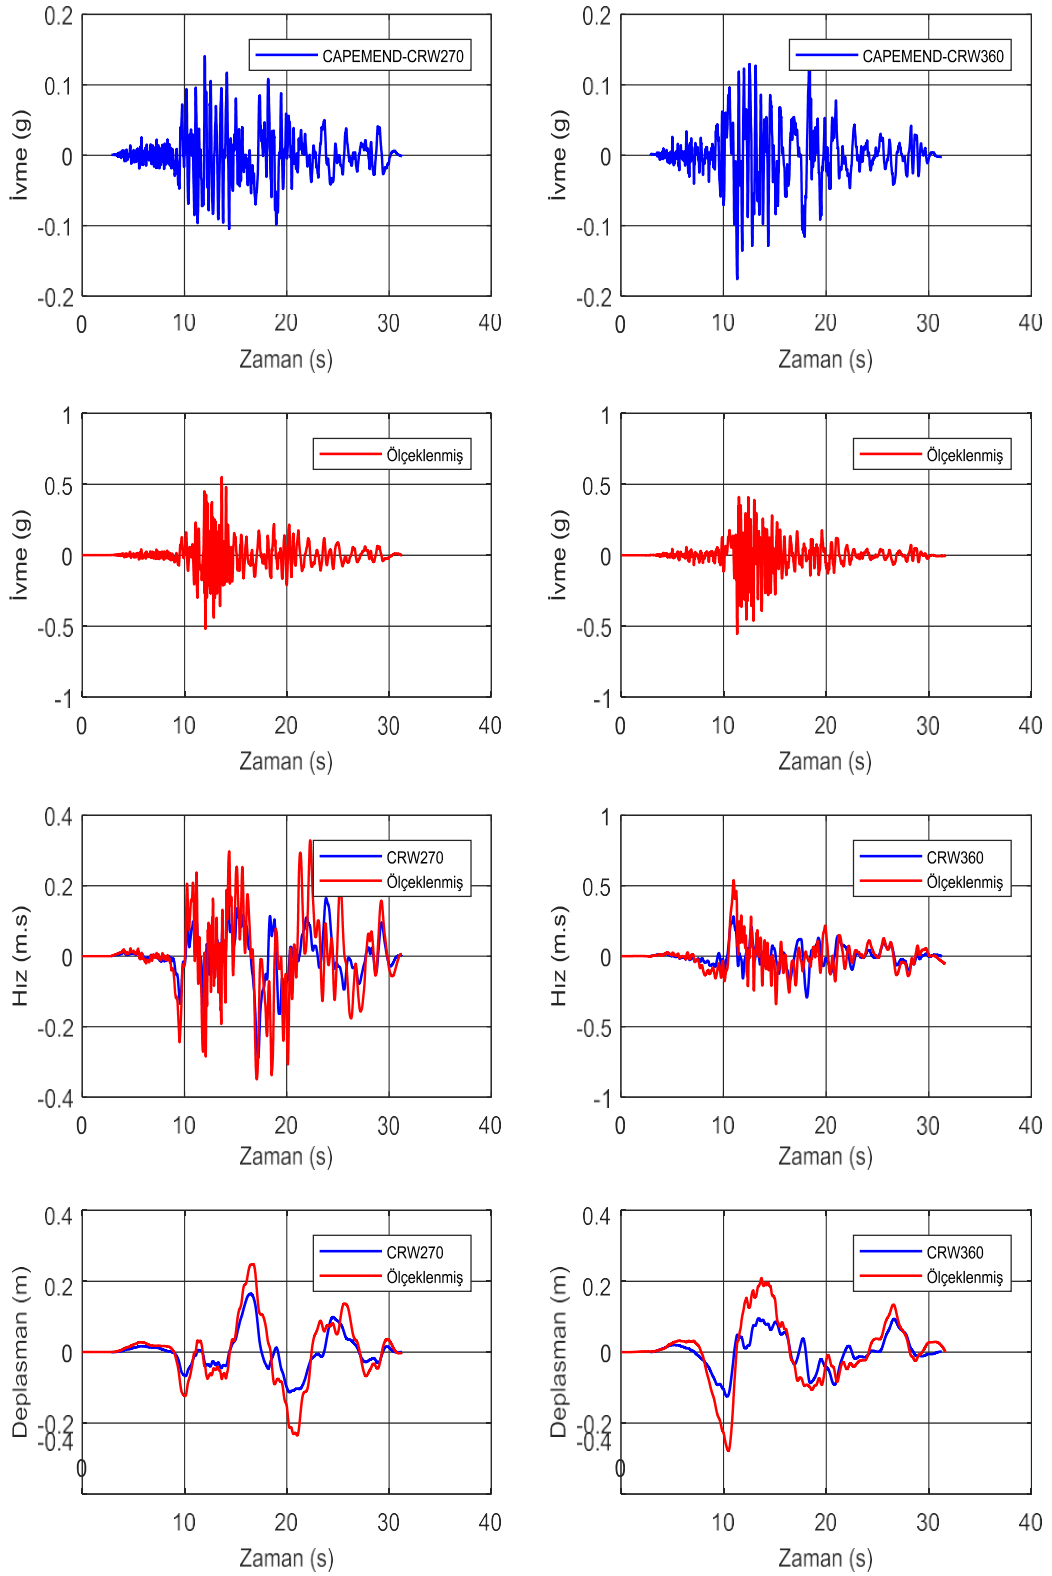 0.2
CAPEMEND-CRW270
0.1
0
-0.1
-0.2
İvme (g)
0 10 20 30 40
Zaman (s)
0.2
CAPEMEND-CRW360
0.1
0
-0.1
-0.2
İvme (g)
0 10 20 30 40
Zaman (s)
1
Ölçeklenmiş
0.5
0
-0.5
-1
İvme (g)
0 10 20 30 40
Zaman (s)
1
Ölçeklenmiş
0.5
0
-0.5
-1
İvme (g)
0 10 20 30 40
Zaman (s)
0.4
CRW270
Ölçeklenmiş
0.2
0
-0.2
-0.4
Hız (m.s)
0 10 20 30 40
Zaman (s)
1
CRW360
Ölçeklenmiş
0.5
0
-0.5
-1
Hız (m.s)
0 10 20 30 40
Zaman (s)
0.4
CRW270
Ölçeklenmiş
0.2
0
-0.2
-0.4
Deplasman (m)
0 10 20 30 40
Zaman (s)
0.4
CRW360
Ölçeklenmiş
0.2
0
-0.2
-0.4
Deplasman (m)
0 10 20 30 40
Zaman (s)